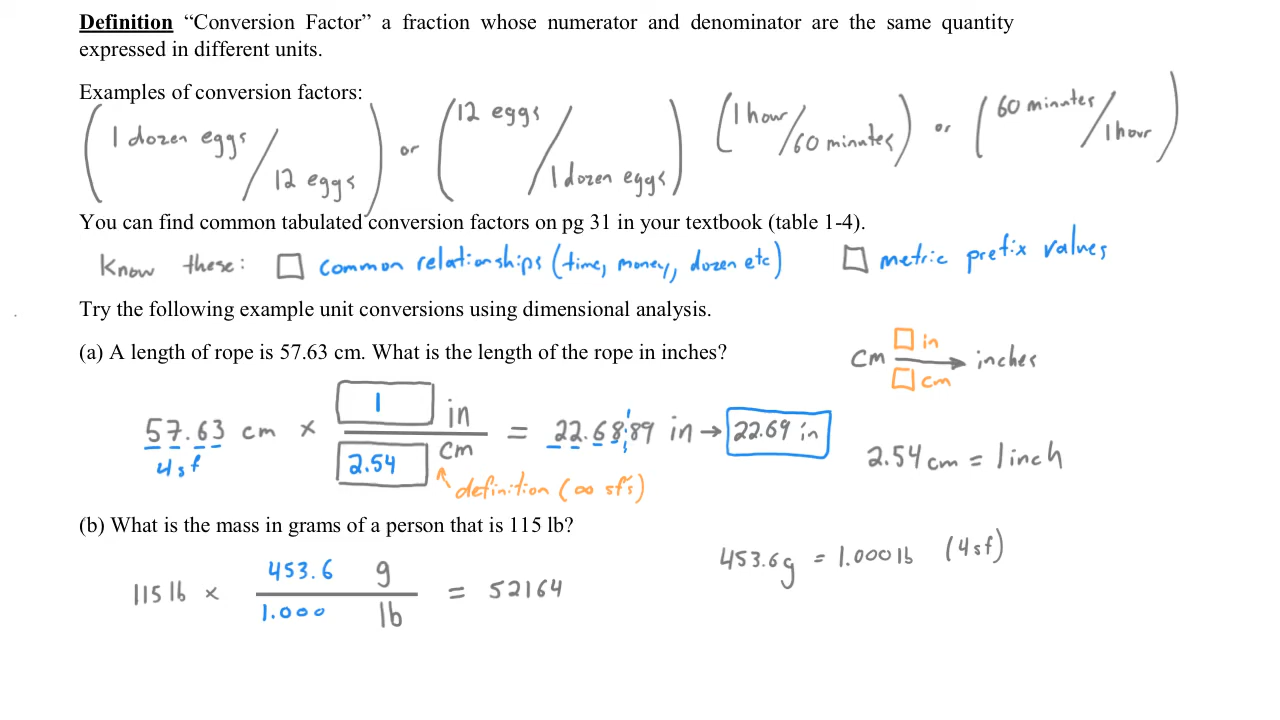 Definition “Conversion Factor” a fraction whose numerator and denominator are the same quantity
expressed in different units.
Examples of conversion factors:
(1 dozen eggs / 12 eggs) or (12 eggs / 1 dozen eggs) (1 hour / 60 minutes) or (60 minutes / 1 hour)
You can find common tabulated conversion factors on pg 31 in your textbook (table 1-4).
Know these: □ common relationships (time, money, dozen etc) □ metric prefix values
Try the following example unit conversions using dimensional analysis.
(a) A length of rope is 57.63 cm. What is the length of the rope in inches?
□ in
cm → inches
□ cm
1 in
57.63 cm × = 22.6889 in → 22.69 in
2.54 cm
4sf
definition (∞ sf's)
2.54 cm = 1 inch
(b) What is the mass in grams of a person that is 115 lb?
453.6g = 1.000 lb (4sf)
453.6 g
115 lb × = 52164
1.000 lb